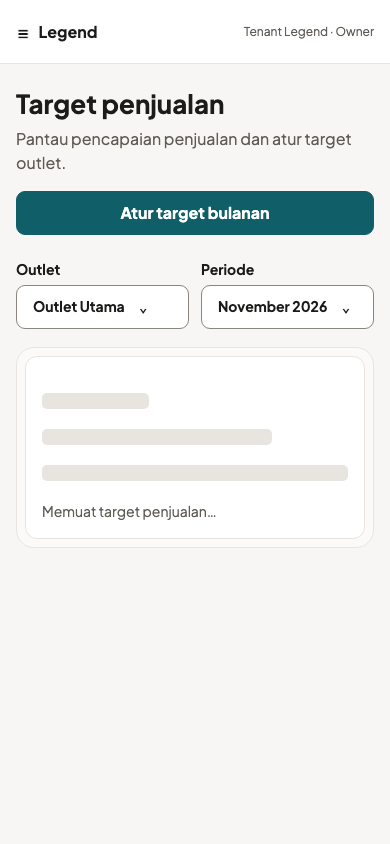 ≡ Legend
Tenant Legend · Owner
Target penjualan
Pantau pencapaian penjualan dan atur target
outlet.
Atur target bulanan
Outlet
Periode
Outlet Utama
November 2026
Memuat target penjualan…